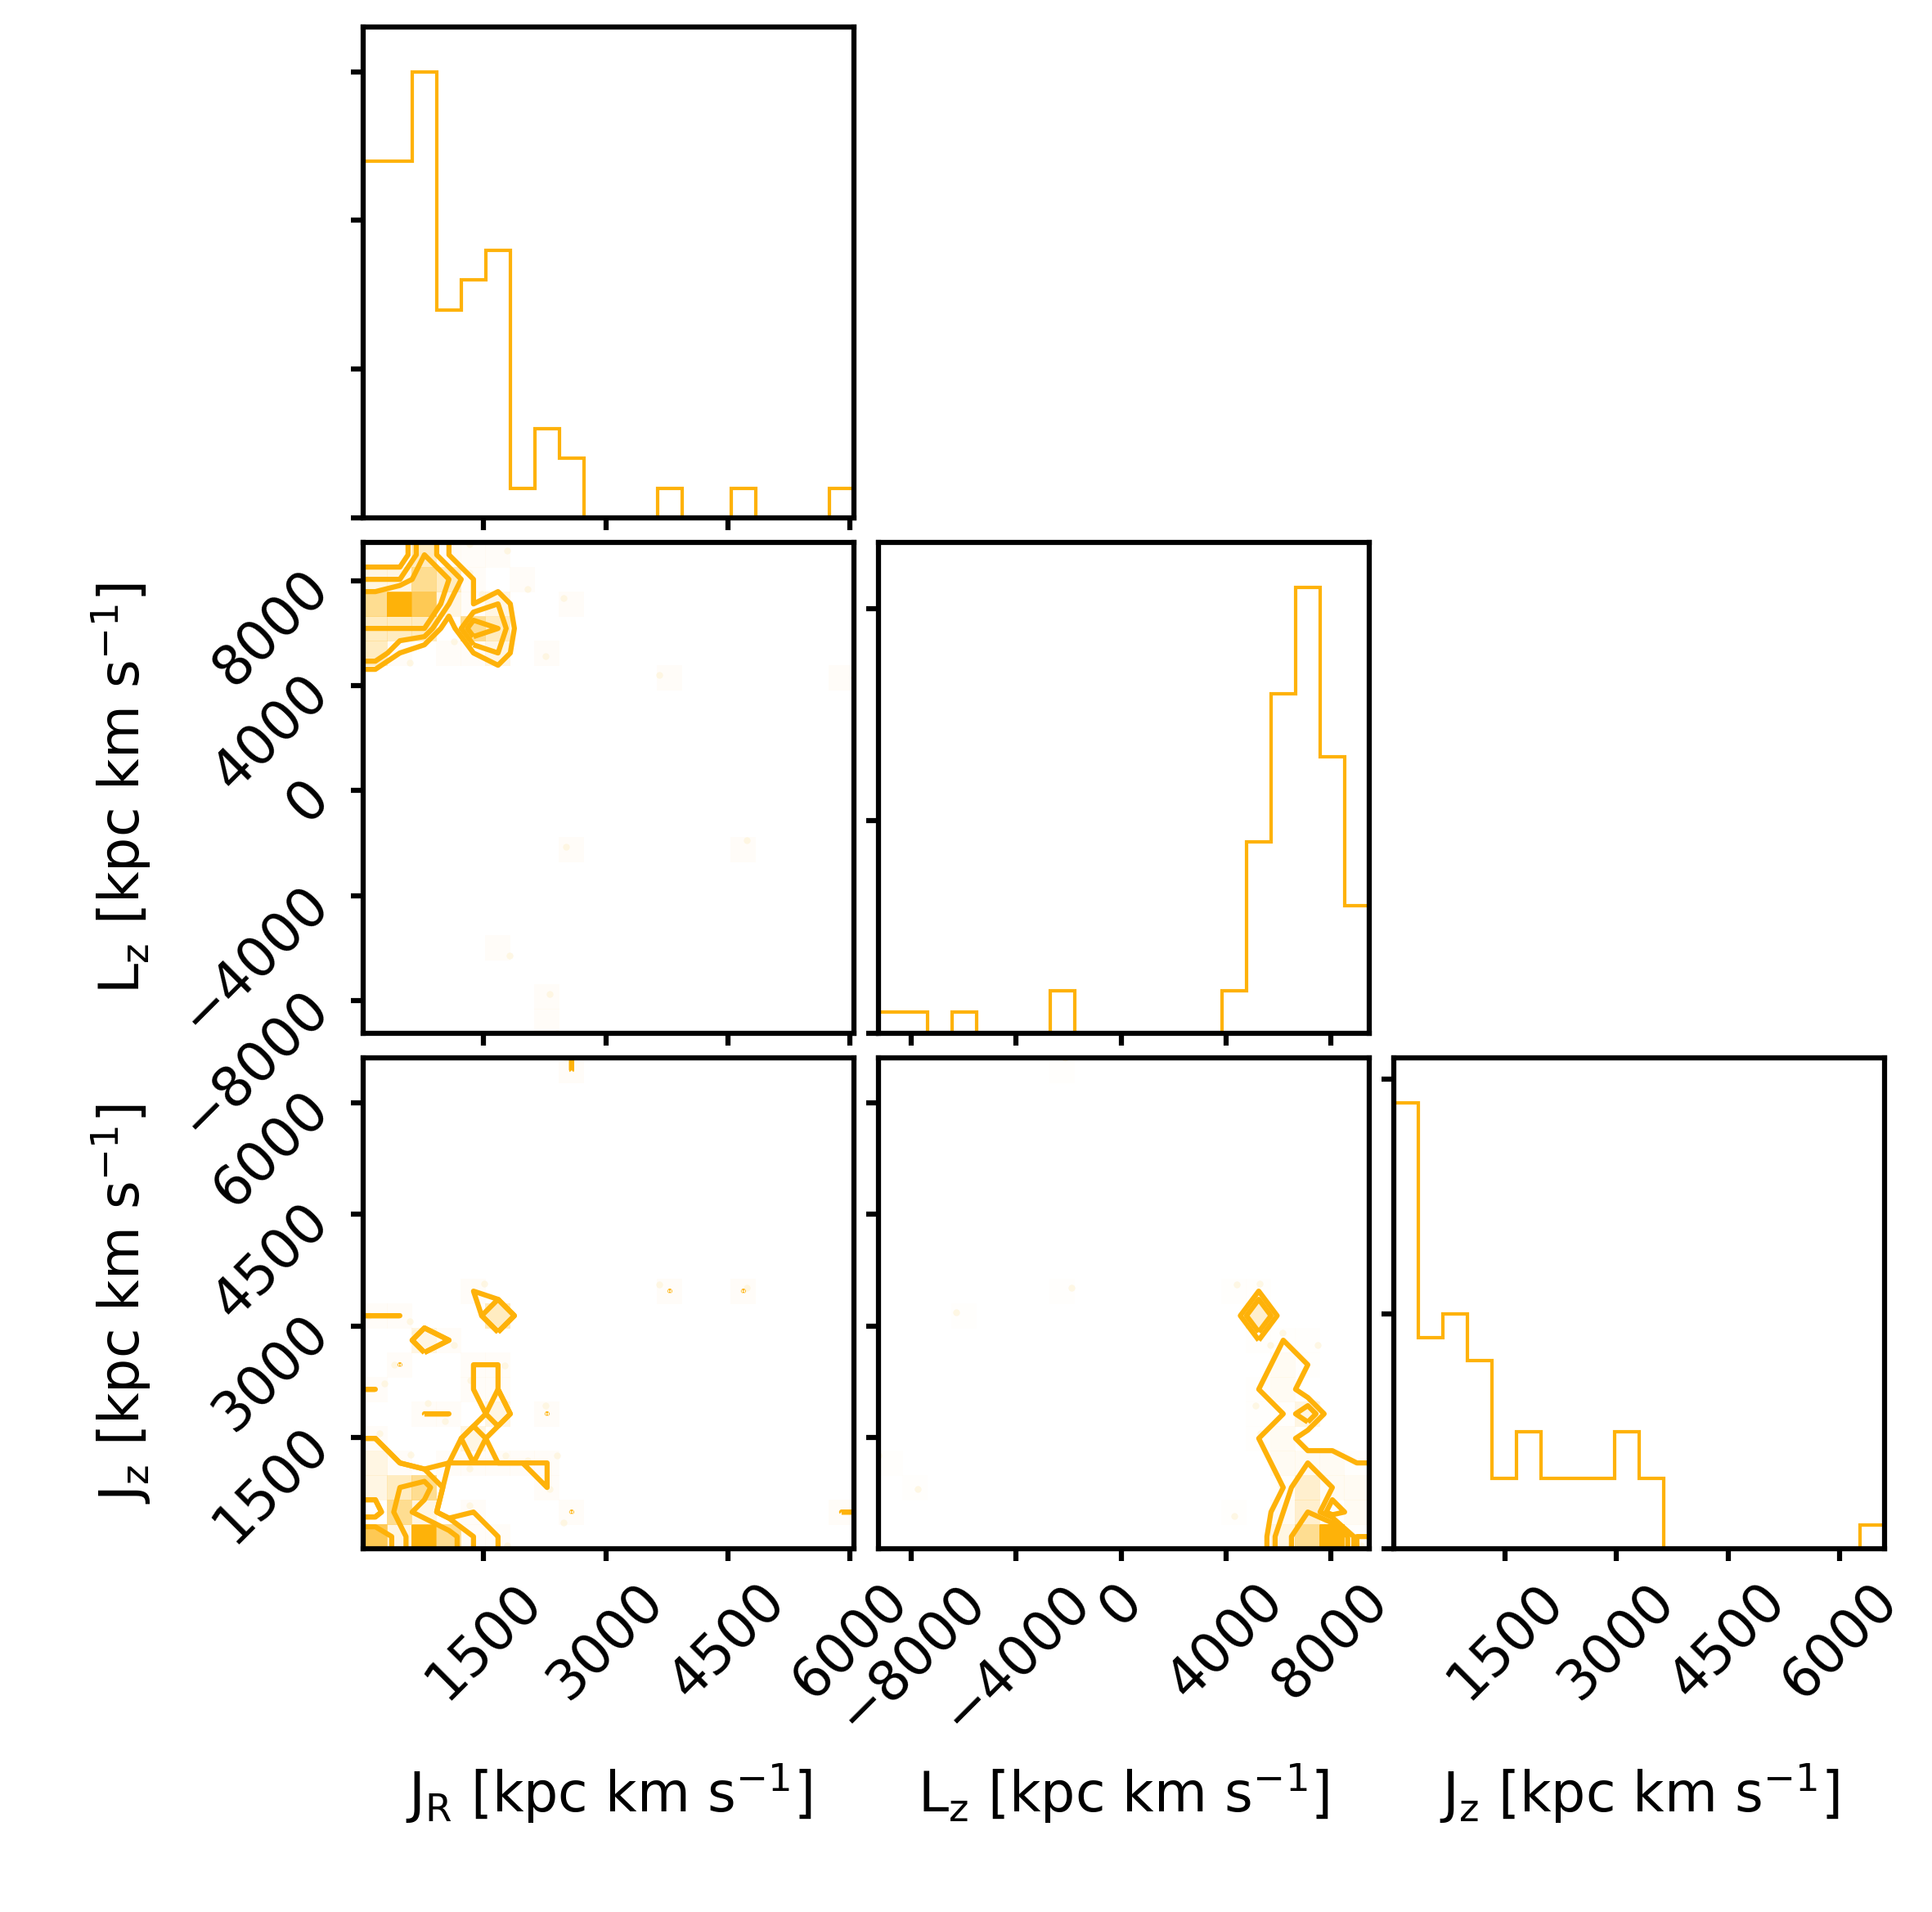 L_z [kpc km s⁻¹]
8000
4000
0
−4000
−8000
J_z [kpc km s⁻¹]
6000
4500
3000
1500
1500 3000 4500 6000
−8000 −4000 0 4000 8000
1500 3000 4500 6000
J_R [kpc km s⁻¹]
L_z [kpc km s⁻¹]
J_z [kpc km s⁻¹]